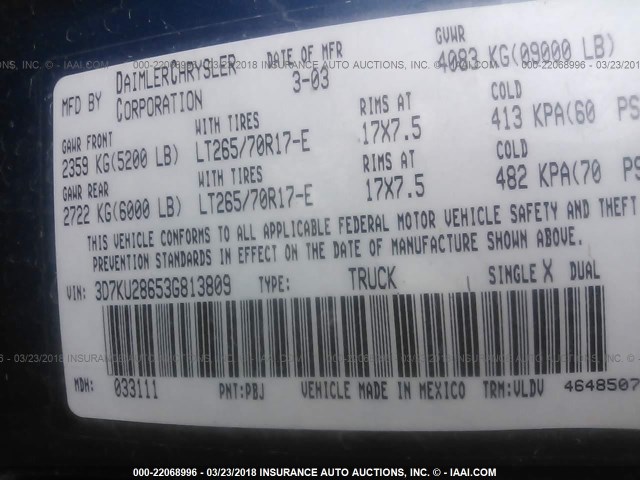 MFD BY DAIMLERCHRYSLER CORPORATION DATE OF MFR 3-03 GVWR 4083 KG(09000 LB)
GAWR FRONT WITH TIRES RIMS AT COLD
2359 KG(5200 LB) LT265/70R17-E 17X7.5 413 KPA(60 PS
GAWR REAR WITH TIRES RIMS AT COLD
2722 KG(6000 LB) LT265/70R17-E 17X7.5 482 KPA(70 PS
THIS VEHICLE CONFORMS TO ALL APPLICABLE FEDERAL MOTOR VEHICLE SAFETY AND THEFT
PREVENTION STANDARDS IN EFFECT ON THE DATE OF MANUFACTURE SHOWN ABOVE.
VIN: 3D7KU28653G813809 TYPE: TRUCK SINGLE X DUAL
MDH: 033111 PNT:PBJ VEHICLE MADE IN MEXICO TRM:VLDV 4648507
000-22068996 - 03/23/2018 INSURANCE AUTO AUCTIONS, INC. - © - IAAI.COM